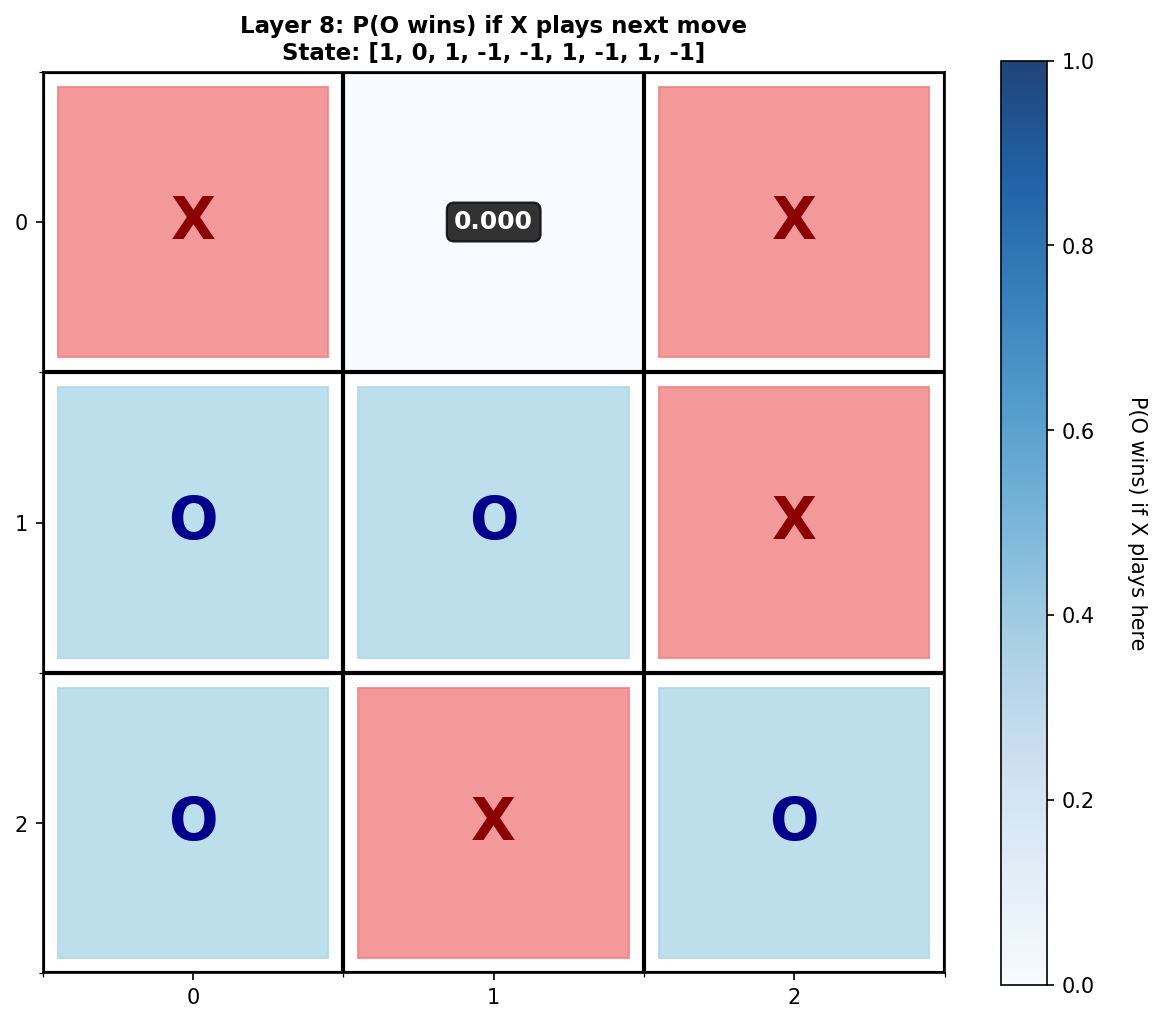 Layer 8: P(O wins) if X plays next move
State: [1, 0, 1, -1, -1, 1, -1, 1, -1]
0
X
0.000
X
1
O
O
X
2
O
X
O
0
1
2
1.0
0.8
0.6
0.4
0.2
0.0
P(O wins) if X plays here